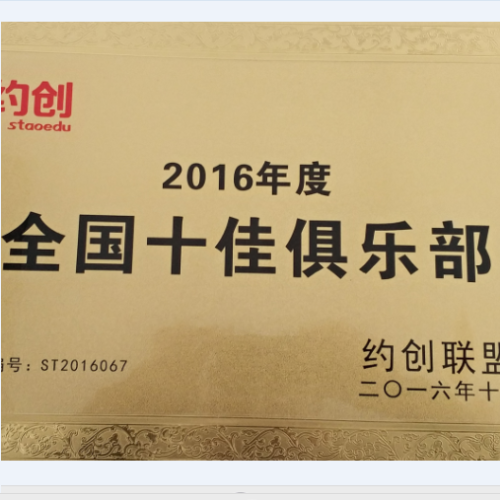 约创
staoedu
2016年度
全国十佳俱乐部
编号：ST2016067
约创联盟
二〇一六年十